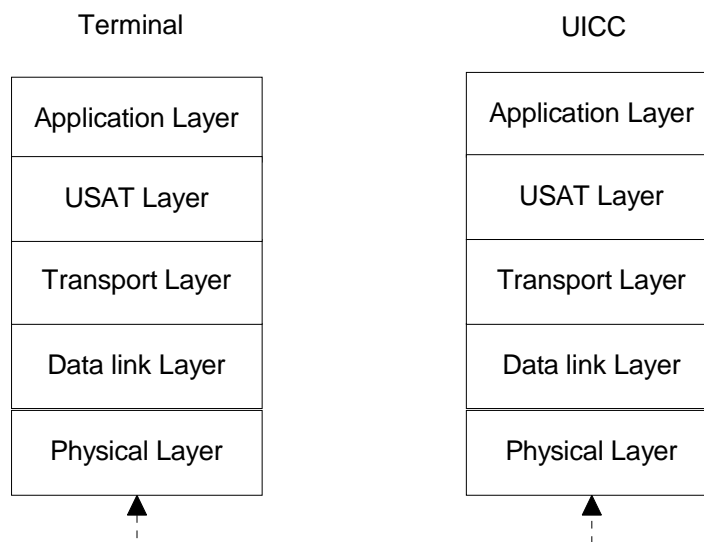 Terminal
Application Layer
USAT Layer
Transport Layer
Data link Layer
Physical Layer
UICC
Application Layer
USAT Layer
Transport Layer
Data link Layer
Physical Layer